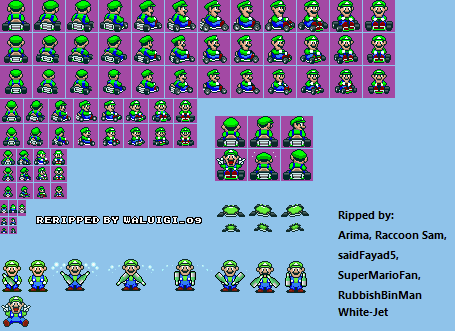 RERIPPED BY WALUIGI_09
Ripped by:
Arima, Raccoon Sam,
saidFayad5,
SuperMarioFan,
RubbishBinMan
White-Jet